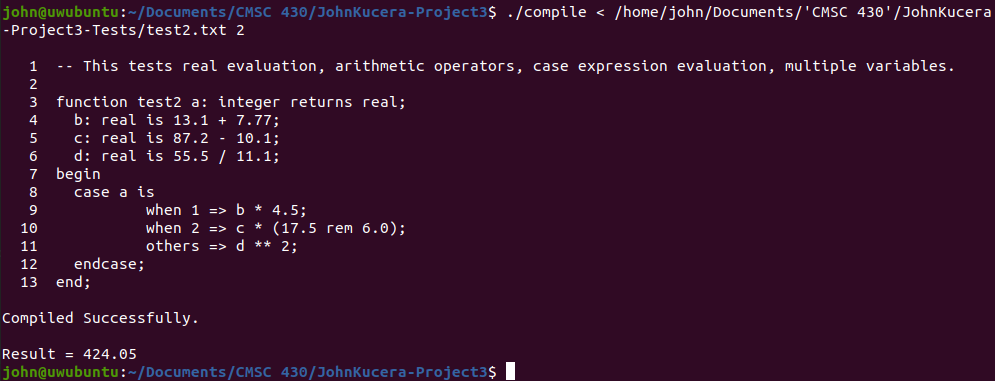 john@uwubuntu:~/Documents/CMSC 430/JohnKucera-Project3$ ./compile < /home/john/Documents/'CMSC 430'/JohnKucera
-Project3-Tests/test2.txt 2
1 -- This tests real evaluation, arithmetic operators, case expression evaluation, multiple variables.
2
3 function test2 a: integer returns real;
4 b: real is 13.1 + 7.77;
5 c: real is 87.2 - 10.1;
6 d: real is 55.5 / 11.1;
7 begin
8 case a is
9 when 1 => b * 4.5;
10 when 2 => c * (17.5 rem 6.0);
11 others => d ** 2;
12 endcase;
13 end;
Compiled Successfully.
Result = 424.05
john@uwubuntu:~/Documents/CMSC 430/JohnKucera-Project3$